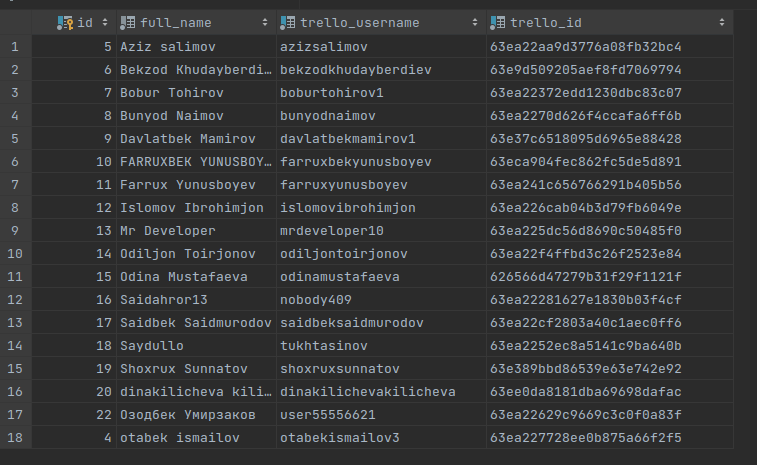 id full_name trello_username trello_id
1 5 Aziz salimov azizsalimov 63ea22aa9d3776a08fb32bc4
2 6 Bekzod Khudayberdi… bekzodkhudayberdiev 63e9d509205aef8fd7069794
3 7 Bobur Tohirov boburtohirov1 63ea22372edd1230dbc83c07
4 8 Bunyod Naimov bunyodnaimov 63ea2270d626f4ccafa6ff6b
5 9 Davlatbek Mamirov davlatbekmamirov1 63e37c6518095d6965e88428
6 10 FARRUXBEK YUNUSBOY… farruxbekyunusboyev 63eca904fec862fc5de5d891
7 11 Farrux Yunusboyev farruxyunusboyev 63ea241c656766291b405b56
8 12 Islomov Ibrohimjon islomovibrohimjon 63ea226cab04b3d79fb6049e
9 13 Mr Developer mrdeveloper10 63ea225dc56d8690c50485f0
10 14 Odiljon Toirjonov odiljontoirjonov 63ea22f4ffbd3c26f2523e84
11 15 Odina Mustafaeva odinamustafaeva 626566d47279b31f29f1121f
12 16 Saidahror13 nobody409 63ea22281627e1830b03f4cf
13 17 Saidbek Saidmurodov saidbeksaidmurodov 63ea22cf2803a40c1aec0ff6
14 18 Saydullo tukhtasinov 63ea2252ec8a5141c9ba640b
15 19 Shoxrux Sunnatov shoxruxsunnatov 63e389bbd86539e63e742e92
16 20 dinakilicheva kili… dinakilichevakilicheva 63ee0da8181dba69698dafac
17 22 Озодбек Умирзаков user55556621 63ea22629c9669c3c0f0a83f
18 4 otabek ismailov otabekismailov3 63ea227728ee0b875a66f2f5